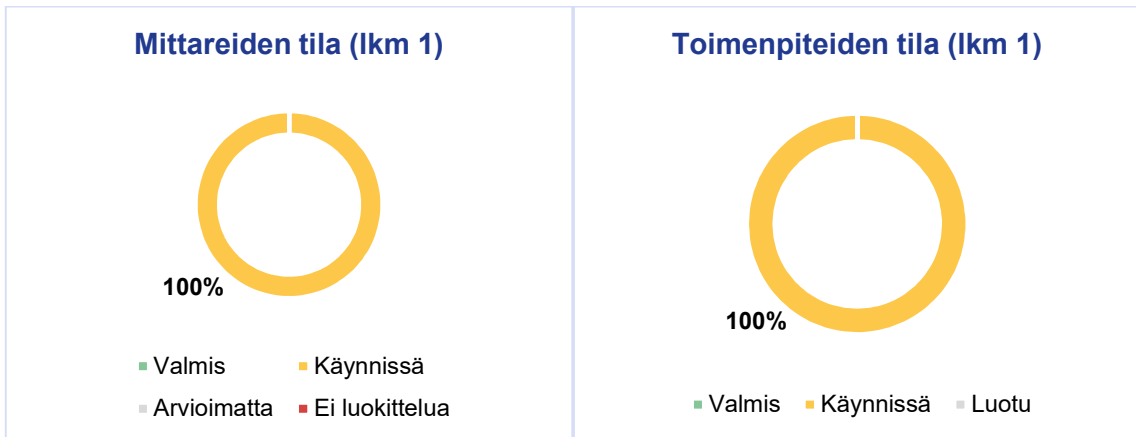 Mittareiden tila (lkm 1)
100%
Valmis
Käynnissä
Arvioimatta
Ei luokittelua
Toimenpiteiden tila (lkm 1)
100%
Valmis
Käynnissä
Luotu